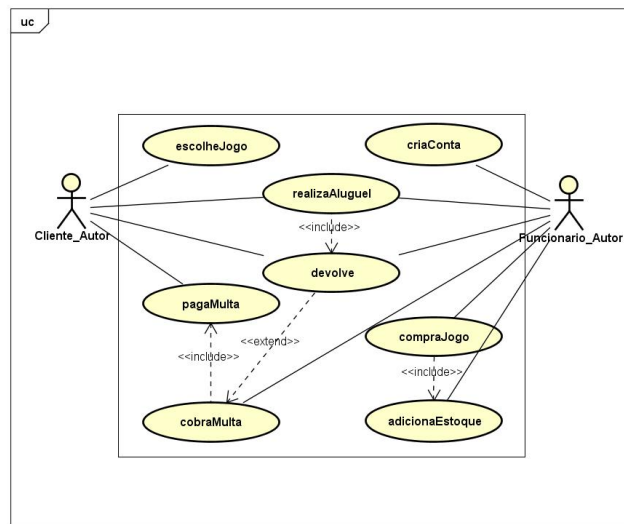 uc
escolheJogo
criaConta
realizaAluguel
Cliente_Autor
<<include>>
Funcionario_Autor
devolve
pagaMulta
compraJogo
<<extend>>
<<include>>
<<include>>
cobraMulta
adicionaEstoque